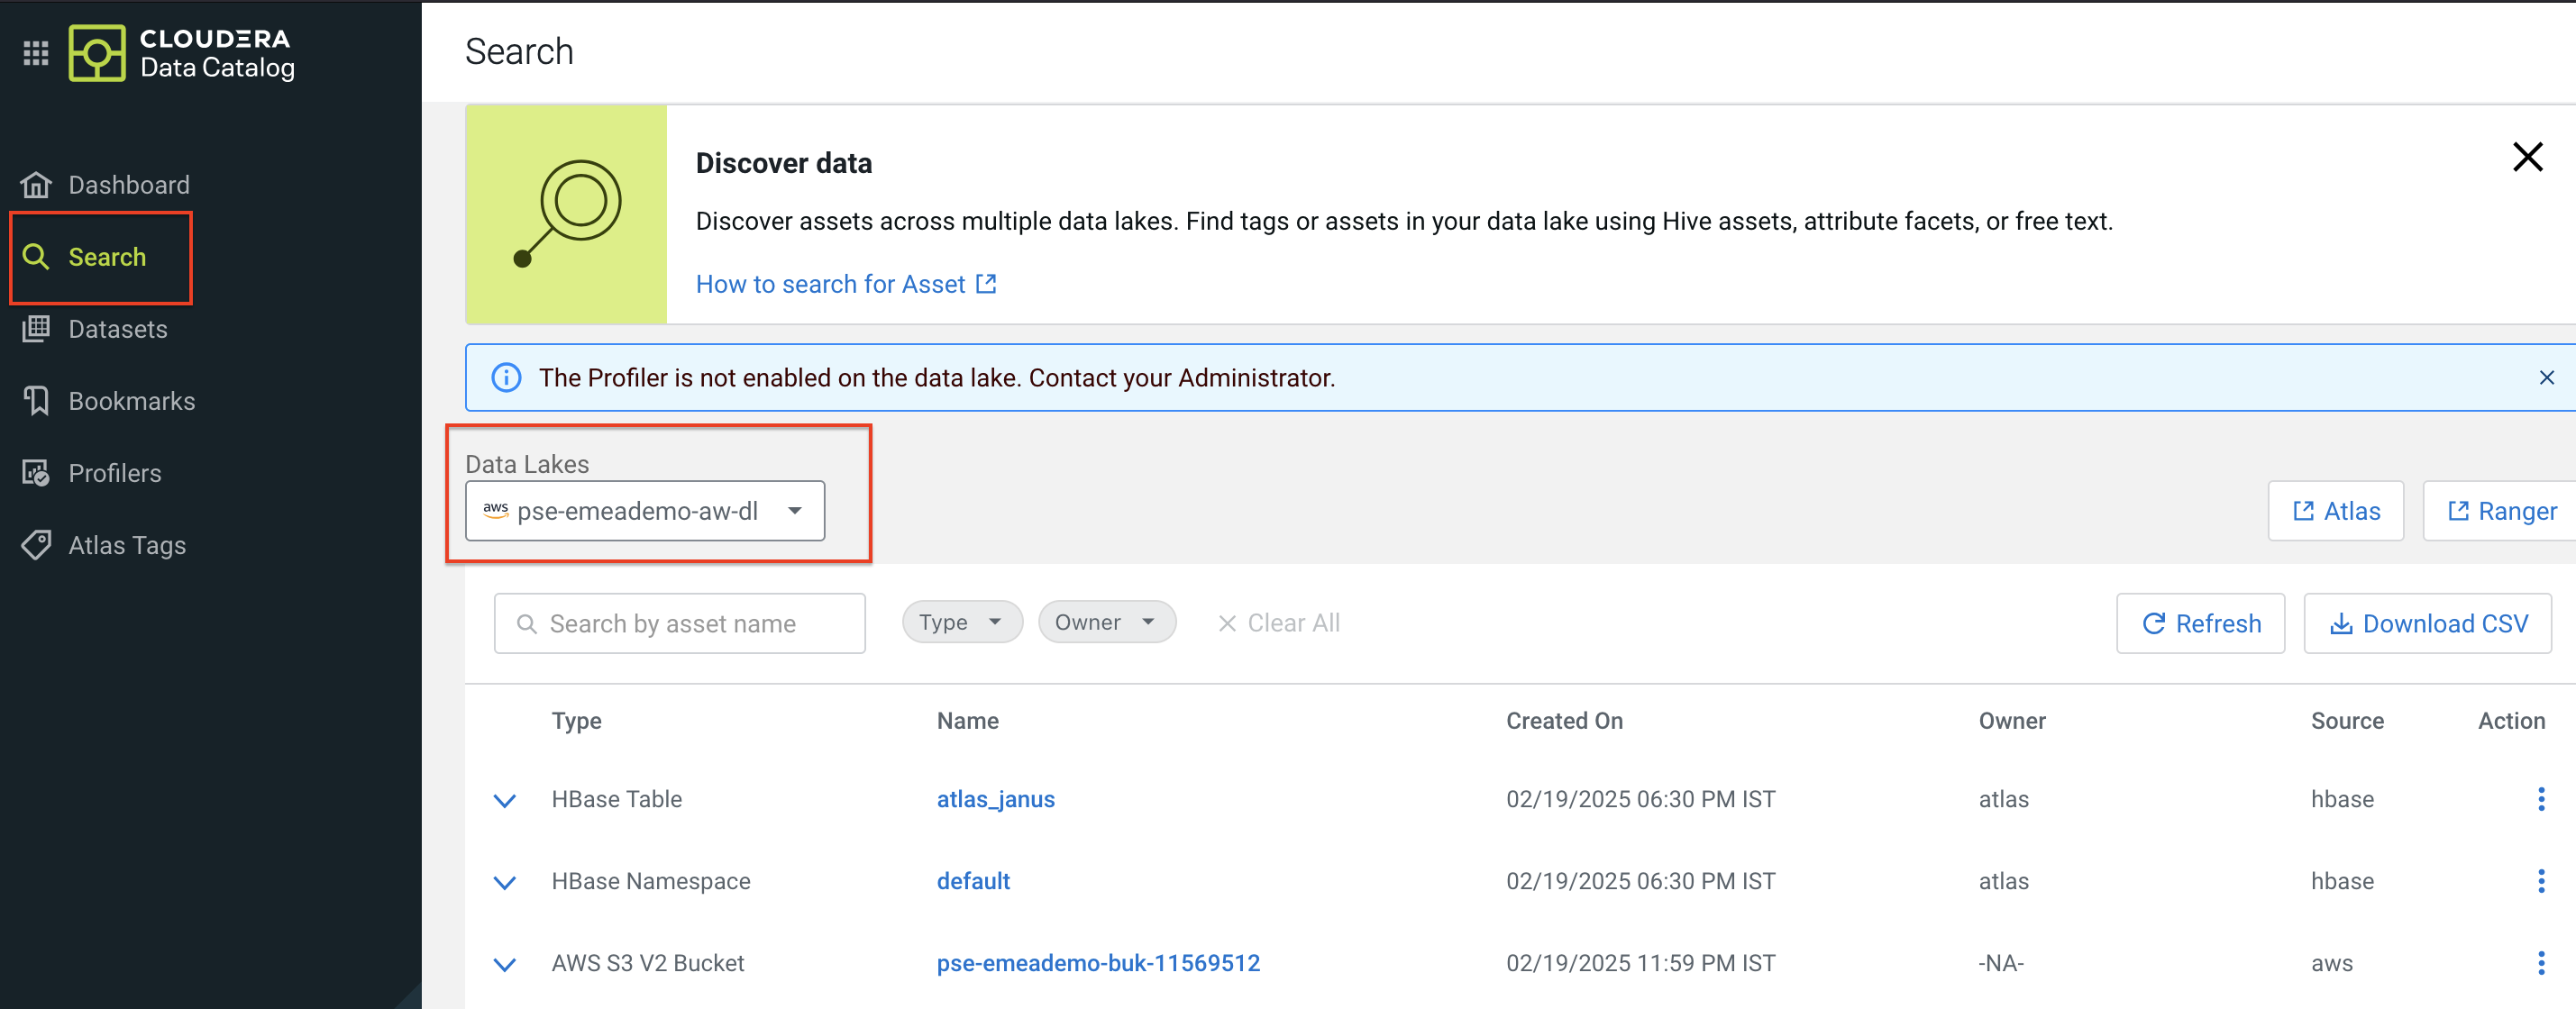 CLOUDERA
Data Catalog
Dashboard
Search
Datasets
Bookmarks
Profilers
Atlas Tags
Search
Discover data
Discover assets across multiple data lakes. Find tags or assets in your data lake using Hive assets, attribute facets, or free text.
How to search for Asset
The Profiler is not enabled on the data lake. Contact your Administrator.
Data Lakes
aws pse-emeademo-aw-dl
Atlas Ranger
Search by asset name Type Owner Clear All Refresh Download CSV
Type Name Created On Owner Source Action
HBase Table atlas_janus 02/19/2025 06:30 PM IST atlas hbase
HBase Namespace default 02/19/2025 06:30 PM IST atlas hbase
AWS S3 V2 Bucket pse-emeademo-buk-11569512 02/19/2025 11:59 PM IST -NA- aws